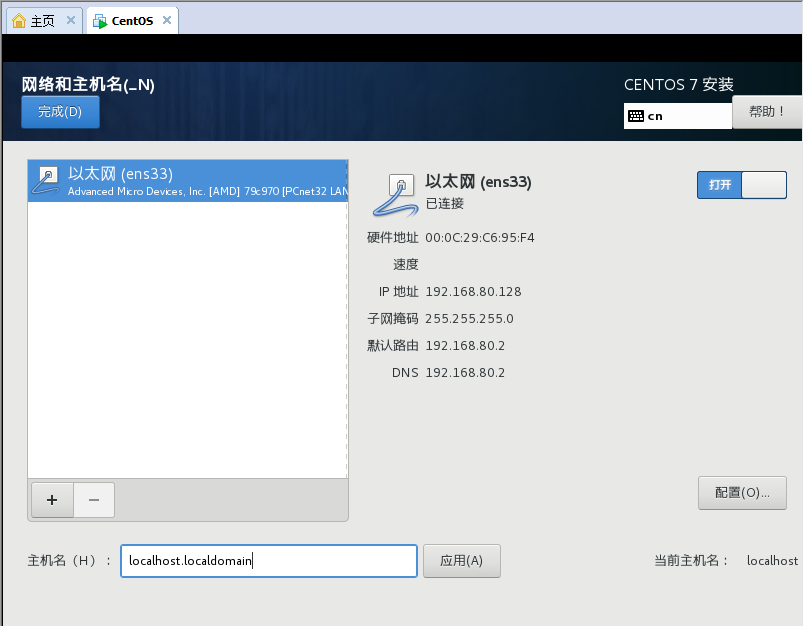 主页
CentOS
网络和主机名(_N)
CENTOS 7 安装
完成(D)
cn
帮助！
以太网 (ens33)
Advanced Micro Devices, Inc. [AMD] 79c970 [PCnet32 LAN
以太网 (ens33)
已连接
打开
硬件地址 00:0C:29:C6:95:F4
速度
IP 地址 192.168.80.128
子网掩码 255.255.255.0
默认路由 192.168.80.2
DNS 192.168.80.2
配置(O)...
主机名（H）： localhost.localdomain 应用(A) 当前主机名： localhost